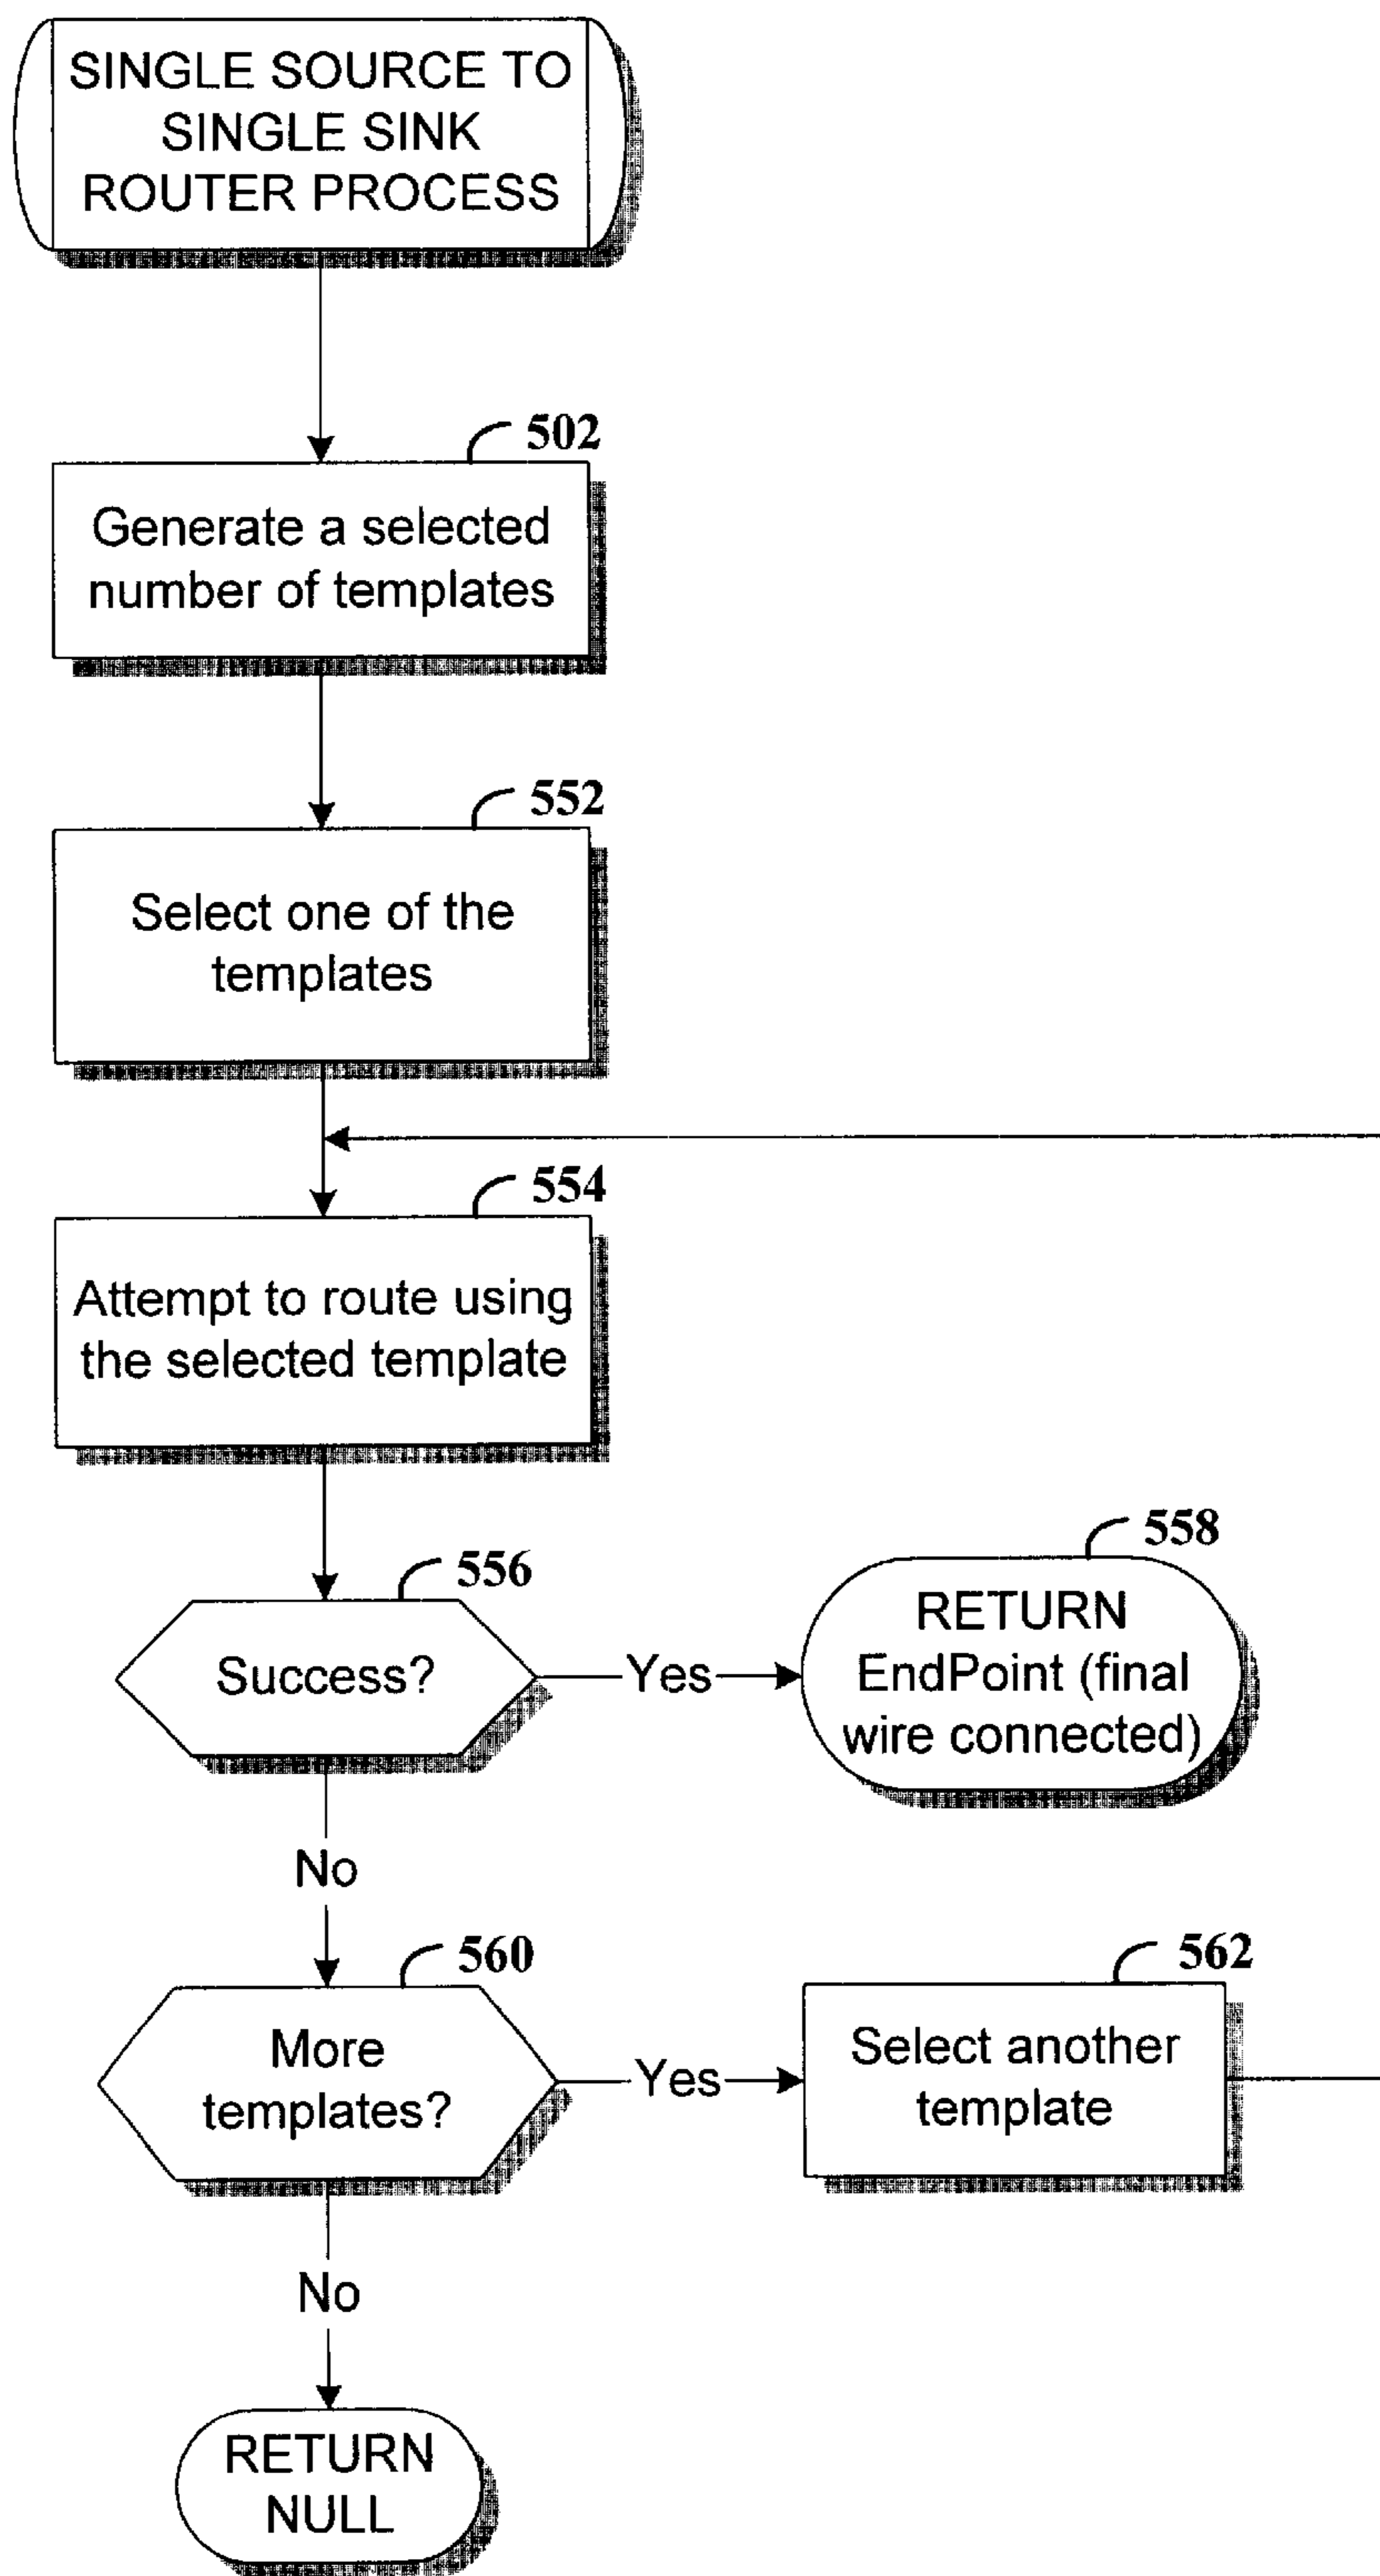 SINGLE SOURCE TO
SINGLE SINK
ROUTER PROCESS
502
Generate a selected
number of templates
552
Select one of the
templates
554
Attempt to route using
the selected template
556
Success?
Yes
558
RETURN
EndPoint (final
wire connected)
No
560
More
templates?
Yes
562
Select another
template
No
RETURN
NULL